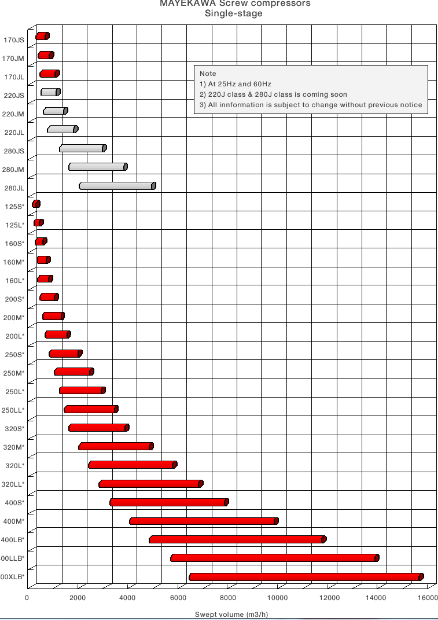 MAYEKAWA Screw compressors
Single-stage
Note
1) At 25Hz and 60Hz
2) 220J class & 280J class is coming soon
3) All innformation is subject to change without previous notice
170JS
170JM
170JL
220JS
220JM
220JL
280JS
280JM
280JL
125S*
125L*
160S*
160M*
160L*
200S*
200M*
200L*
250S*
250M*
250L*
250LL*
320S*
320M*
320L*
320LL*
400S*
400M*
400LB*
00LLB*
00XLB*
0 2000 4000 6000 8000 10000 12000 14000 16000
Swept volume (m3/h)